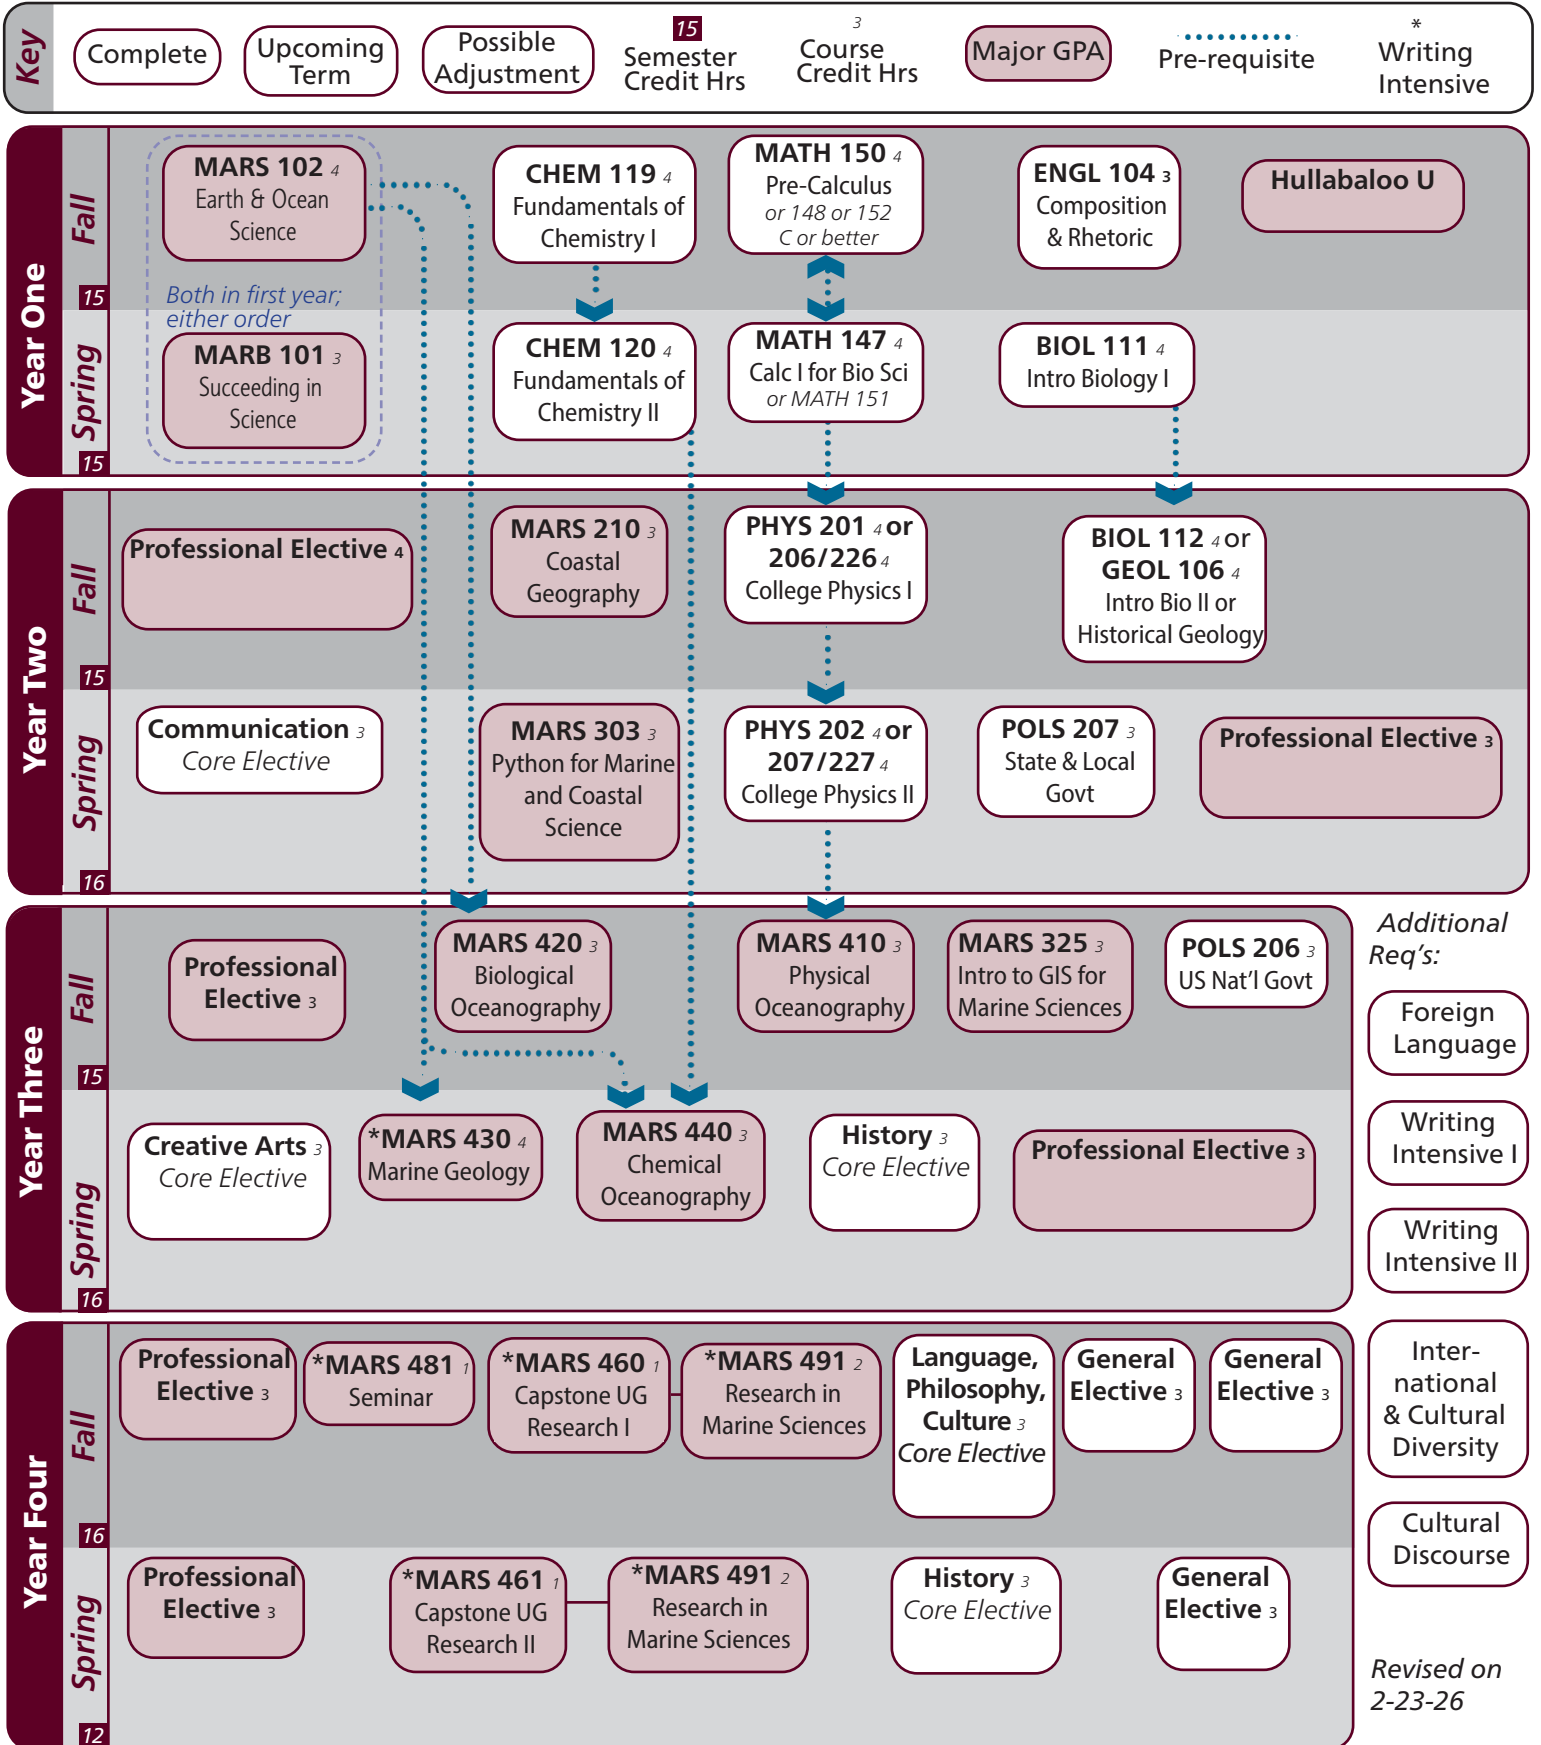 Key
Complete
Upcoming
Term
Possible
Adjustment
15
Semester
Credit Hrs
3
Course
Credit Hrs
Major GPA
Pre-requisite
*
Writing
Intensive
Year One
Fall
15
MARS 102 4
Earth & Ocean
Science
Both in first year;
either order
CHEM 119 4
Fundamentals of
Chemistry I
MATH 150 4
Pre-Calculus
or 148 or 152
C or better
ENGL 104 3
Composition
& Rhetoric
Hullabaloo U
Spring
15
MARB 101 3
Succeeding in
Science
CHEM 120 4
Fundamentals of
Chemistry II
MATH 147 4
Calc I for Bio Sci
or MATH 151
BIOL 111 4
Intro Biology I
Year Two
Fall
15
Professional Elective 4
MARS 210 3
Coastal
Geography
PHYS 201 4 or
206/226 4
College Physics I
BIOL 112 4 or
GEOL 106 4
Intro Bio II or
Historical Geology
Spring
16
Communication 3
Core Elective
MARS 303 3
Python for Marine
and Coastal
Science
PHYS 202 4 or
207/227 4
College Physics II
POLS 207 3
State & Local
Govt
Professional Elective 3
Year Three
Fall
15
Professional
Elective 3
MARS 420 3
Biological
Oceanography
MARS 410 3
Physical
Oceanography
MARS 325 3
Intro to GIS for
Marine Sciences
POLS 206 3
US Nat'l Govt
Spring
16
Creative Arts 3
Core Elective
*MARS 430 4
Marine Geology
MARS 440 3
Chemical
Oceanography
History 3
Core Elective
Professional Elective 3
Year Four
Fall
16
Professional
Elective 3
*MARS 481 1
Seminar
*MARS 460 1
Capstone UG
Research I
*MARS 491 2
Research in
Marine Sciences
Language,
Philosophy,
Culture 3
Core Elective
General
Elective 3
General
Elective 3
Spring
12
Professional
Elective 3
*MARS 461 1
Capstone UG
Research II
*MARS 491 2
Research in
Marine Sciences
History 3
Core Elective
General
Elective 3
Additional
Req's:
Foreign
Language
Writing
Intensive I
Writing
Intensive II
Inter-
national
& Cultural
Diversity
Cultural
Discourse
Revised on
2-23-26